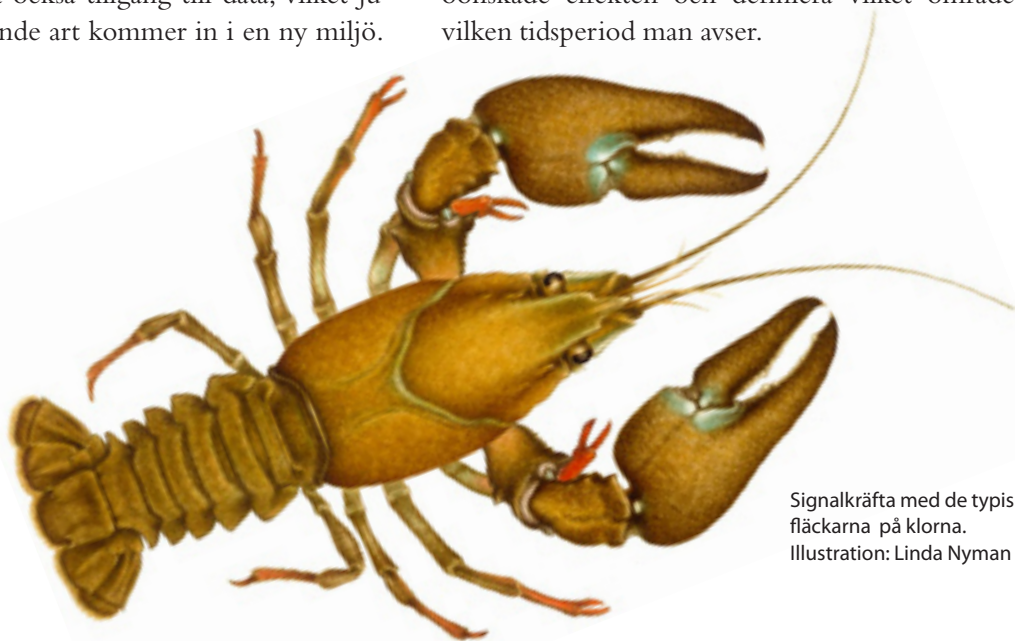 också tillgång till data, vilket ju
nde art kommer in i en ny miljö.
effekten och definiera vilket område
vilken tidsperiod man avser.
Signalkräfta med de typis
fläckarna på klorna.
Illustration: Linda Nyman